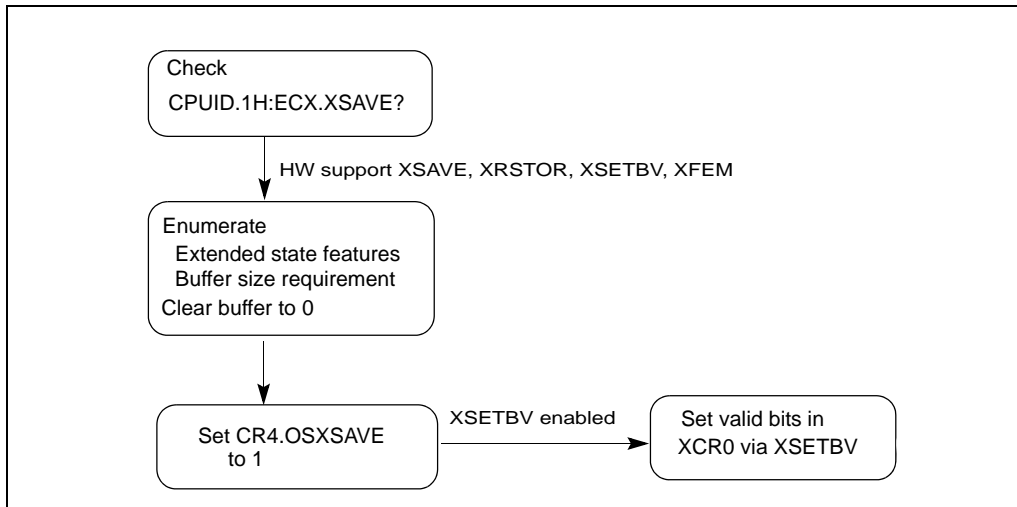 Check
CPUID.1H:ECX.XSAVE?
HW support XSAVE, XRSTOR, XSETBV, XFEM
Enumerate
Extended state features
Buffer size requirement
Clear buffer to 0
Set CR4.OSXSAVE
to 1
XSETBV enabled
Set valid bits in
XCR0 via XSETBV